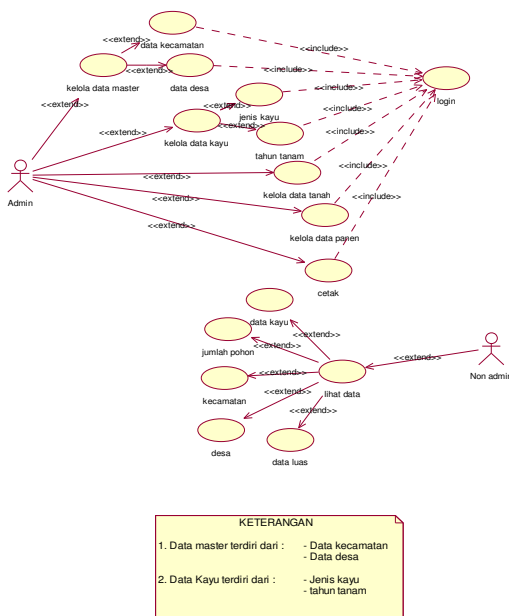 <<extend>>
data kecamatan
<<include>>
<<extend>>
kelola data master
data desa
<<include>>
login
<<extend>>
<<extend>>
jenis kayu
<<include>>
<<extend>>
kelola data kayu
tahun tanam
<<include>>
<<include>>
Admin
<<extend>>
kelola data tanah
<<include>>
<<extend>>
kelola data panen
<<include>>
<<extend>>
cetak
data kayu
<<extend>>
jumlah pohon
<<extend>>
<<extend>>
Non admin
<<extend>>
kecamatan
lihat data
<<extend>>
<<extend>>
desa
data luas
KETERANGAN
1. Data master terdiri dari : - Data kecamatan
- Data desa
2. Data Kayu terdiri dari : - Jenis kayu
- tahun tanam